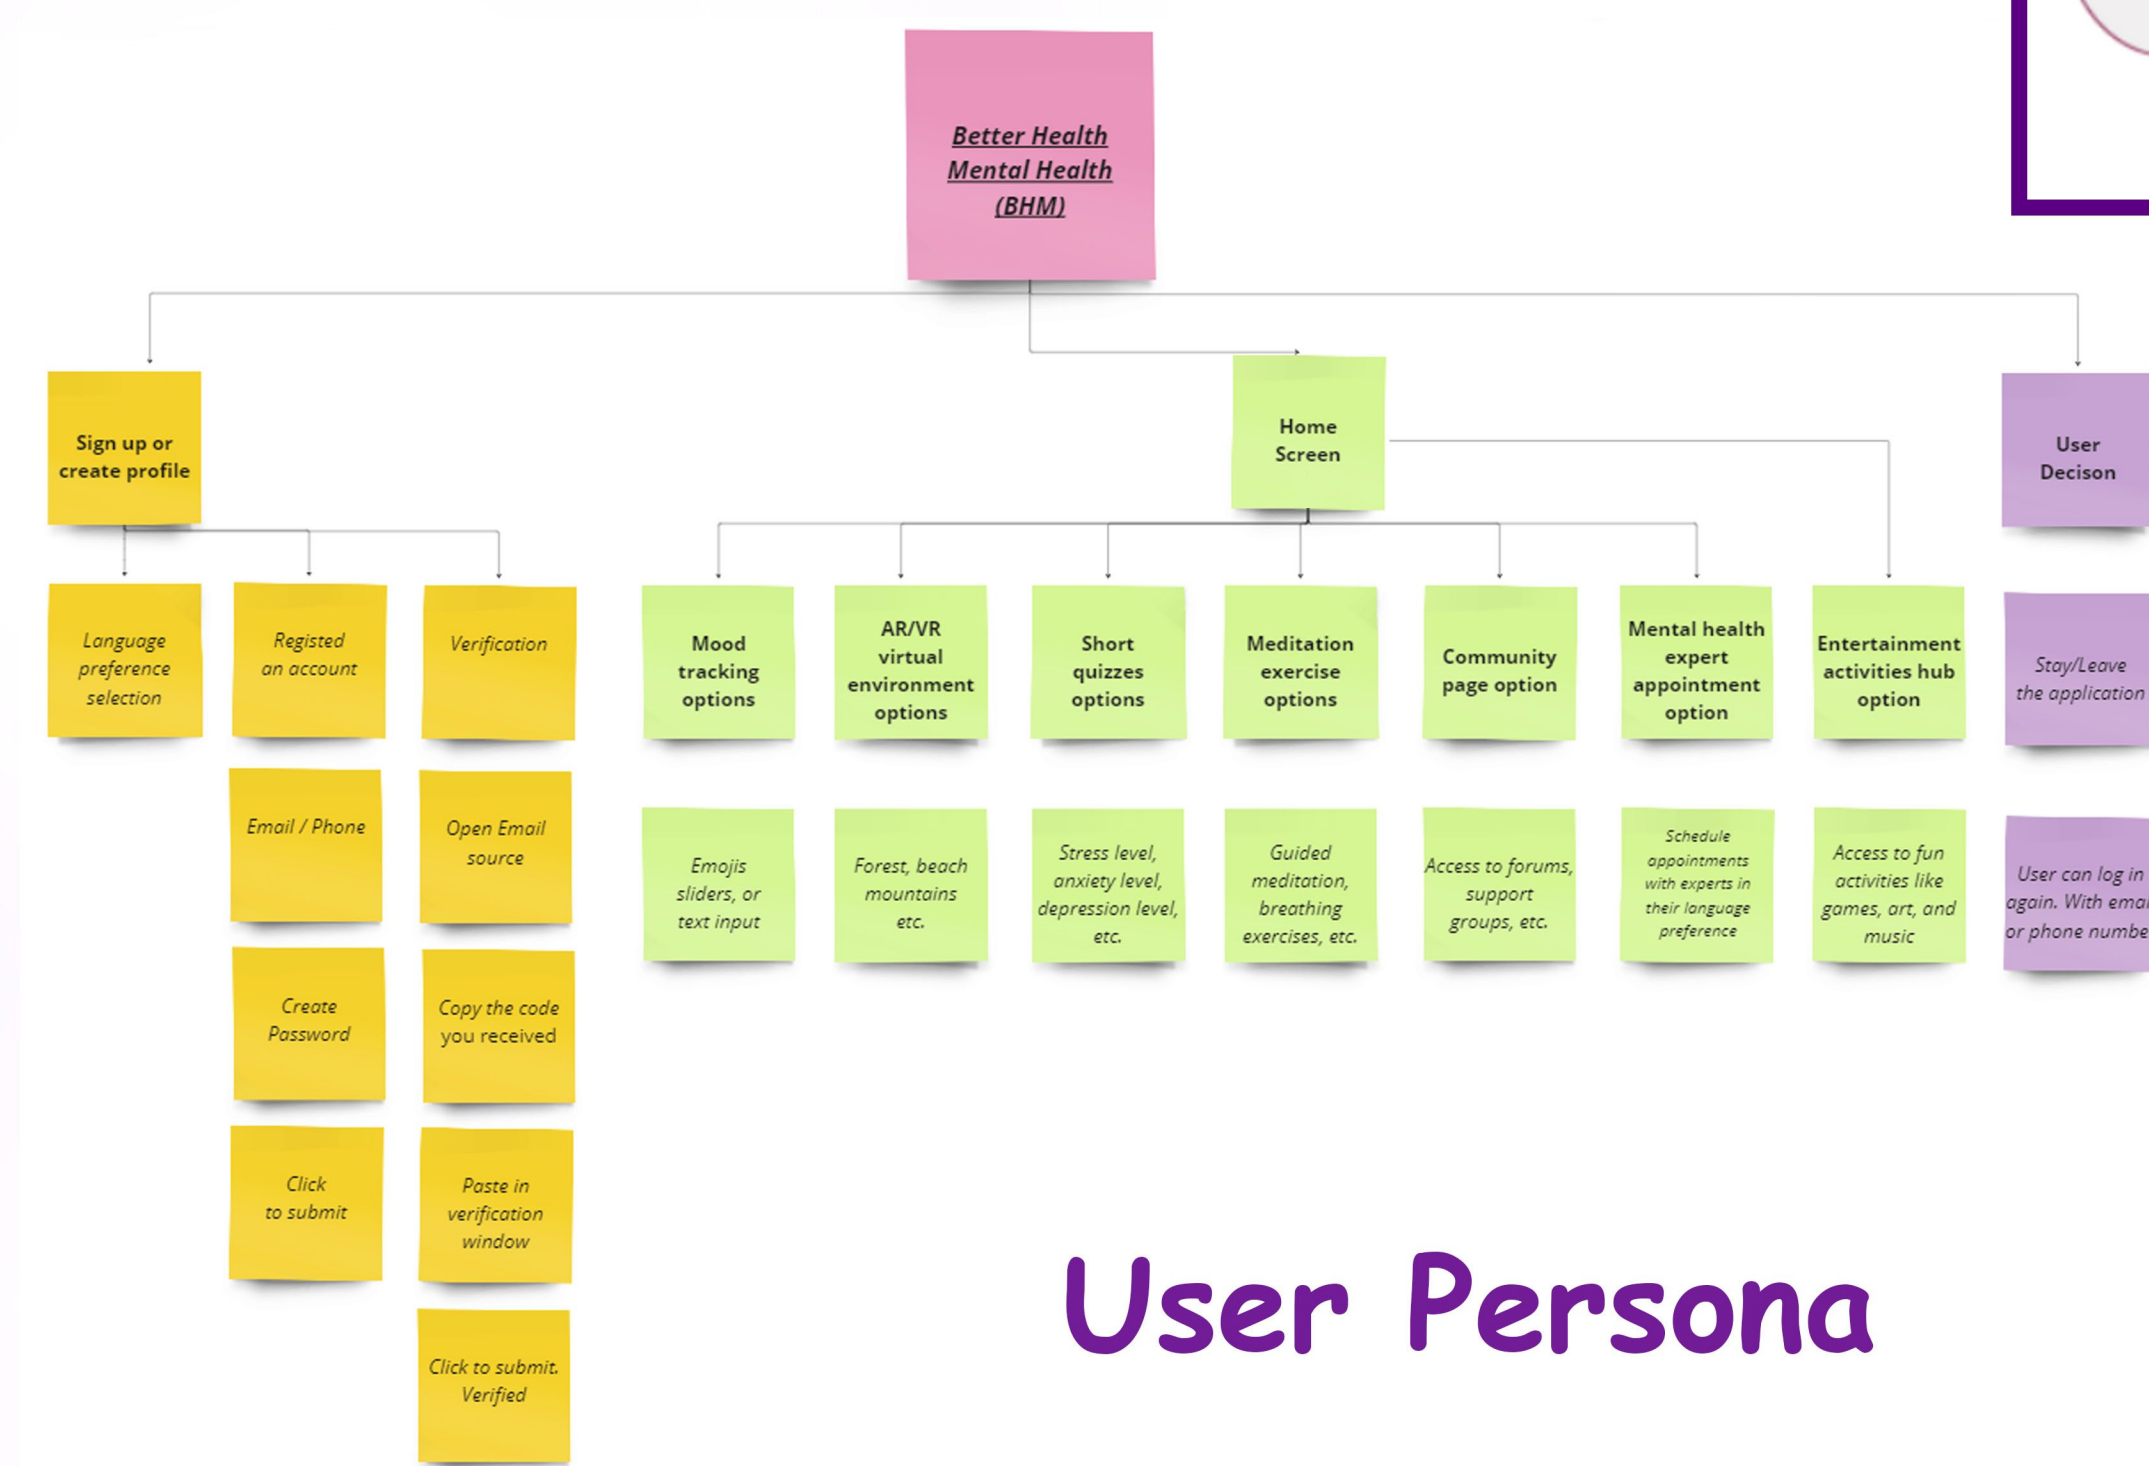 Better Health
Mental Health
(BHM)
Sign up or
create profile
Home
Screen
User
Decison
Language
preference
selection
Registed
an account
Verification
Mood
tracking
options
AR/VR
virtual
environment
options
Short
quizzes
options
Meditation
exercise
options
Community
page option
Mental health
expert
appointment
option
Entertainment
activities hub
option
Stay/Leave
the application
Email / Phone
Open Email
source
Emojis
sliders, or
text input
Forest, beach
mountains
etc.
Stress level,
anxiety level,
depression level,
etc.
Guided
meditation,
breathing
exercises, etc.
Access to forums,
support
groups, etc.
Schedule
appointments
with experts in
their language
preference
Access to fun
activities like
games, art, and
music
User can log in
again. With
or phone
Create
Password
Copy the code
you received
Click
to submit
Paste in
verification
window
Click to submit.
Verified
User Persona